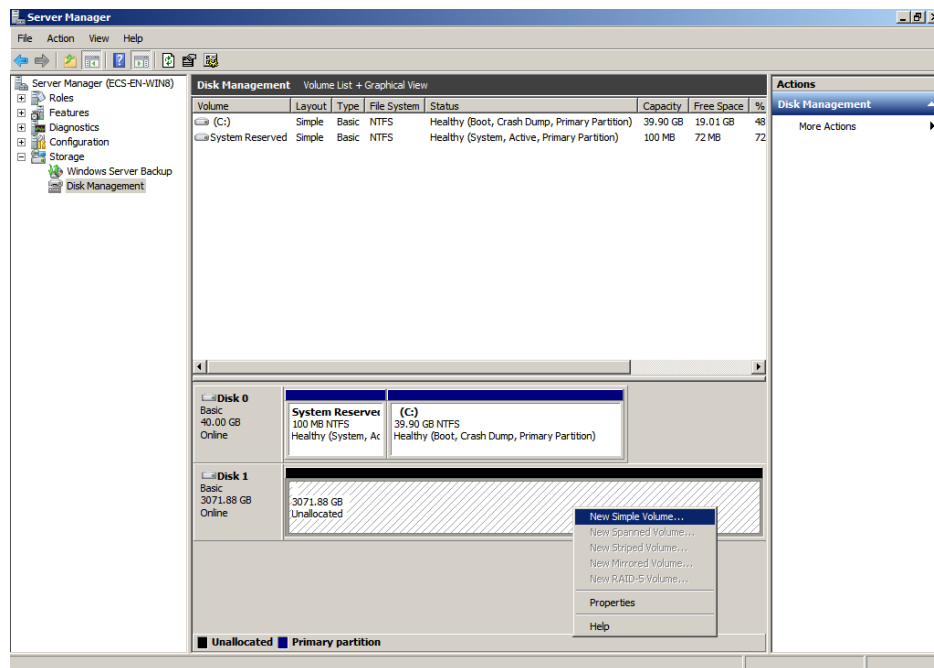 Server Manager
File Action View Help
Server Manager (ECS-EN-WIN8)
Roles
Features
Diagnostics
Configuration
Storage
Windows Server Backup
Disk Management
Disk Management Volume List + Graphical View
Volume Layout Type File System Status Capacity Free Space %
(C:) Simple Basic NTFS Healthy (Boot, Crash Dump, Primary Partition) 39.90 GB 19.01 GB 48
System Reserved Simple Basic NTFS Healthy (System, Active, Primary Partition) 100 MB 72 MB 72
Disk 0
Basic
40.00 GB
Online
System Reserve
100 MB NTFS
Healthy (System, Ac
(C:)
39.90 GB NTFS
Healthy (Boot, Crash Dump, Primary Partition)
Disk 1
Basic
3071.88 GB
Online
3071.88 GB
Unallocated
New Simple Volume...
New Spanned Volume...
New Striped Volume...
New Mirrored Volume...
New RAID-5 Volume...
Properties
Help
Unallocated Primary partition
Actions
Disk Management
More Actions